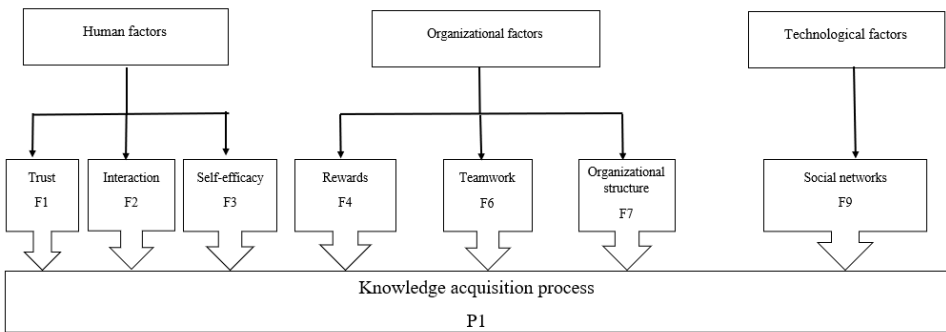 Human factors
Organizational factors
Technological factors
Trust
F1
Interaction
F2
Self-efficacy
F3
Rewards
F4
Teamwork
F6
Organizational
structure
F7
Social networks
F9
Knowledge acquisition process
P1